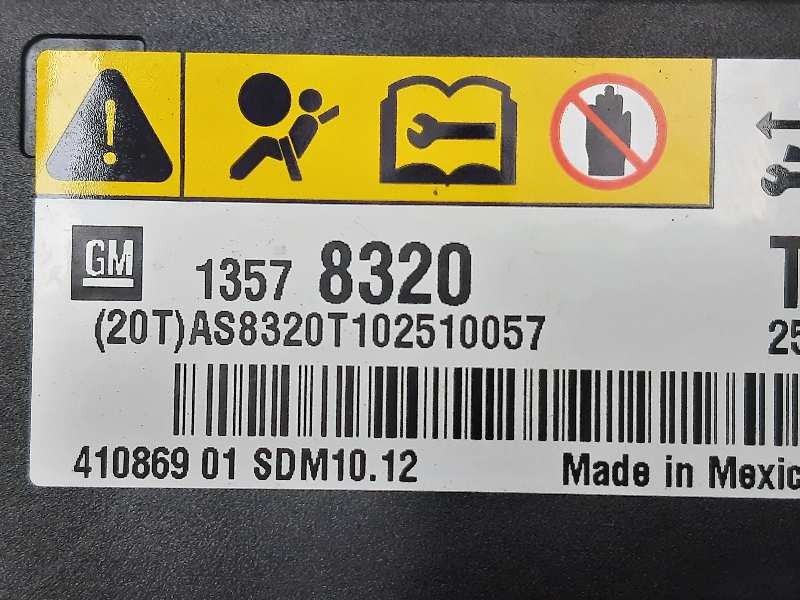 GM
1357 8320
(20T)AS8320T102510057
410869 01 SDM10.12
Made in Mexic